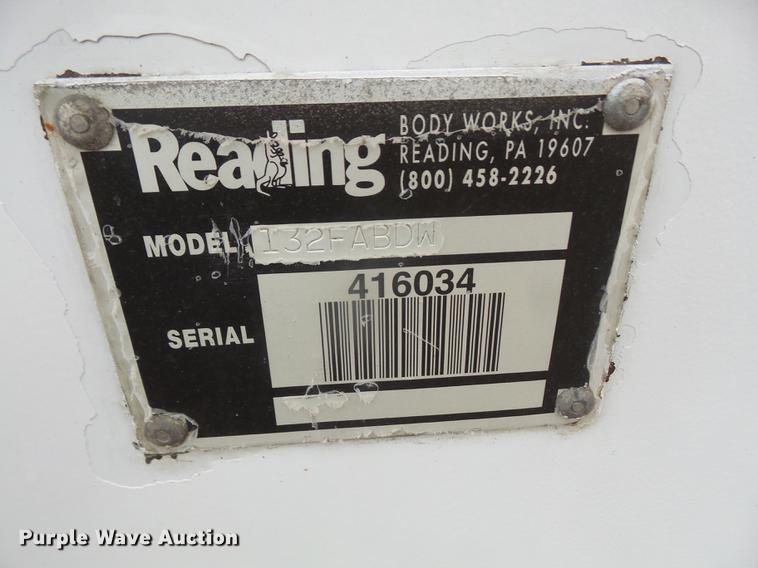 Reading
BODY WORKS, INC.
READING, PA 19607
(800) 458-2226
MODEL 132FABDW
416034
SERIAL
Purple Wave Auction